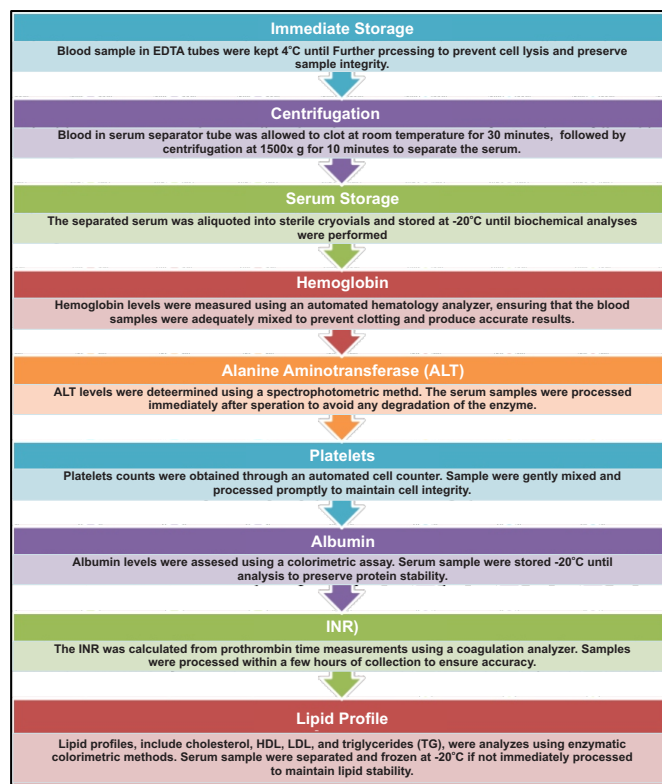 Immediate Storage
Blood sample in EDTA tubes were kept 4°C until Further prcessing to prevent cell lysis and preserve
sample integrity.
Centrifugation
Blood in serum separator tube was allowed to clot at room temperature for 30 minutes, followed by
centrifugation at 1500x g for 10 minutes to separate the serum.
Serum Storage
The separated serum was aliquoted into sterile cryovials and stored at -20°C until biochemical analyses
were performed
Hemoglobin
Hemoglobin levels were measured using an automated hematology analyzer, ensuring that the blood
samples were adequately mixed to prevent clotting and produce accurate results.
Alanine Aminotransferase (ALT)
ALT levels were deteermined using a spectrophotometric methd. The serum samples were processed
immediately after speration to avoid any degradation of the enzyme.
Platelets
Platelets counts were obtained through an automated cell counter. Sample were gently mixed and
processed promptly to maintain cell integrity.
Albumin
Albumin levels were assesed using a colorimetric assay. Serum sample were stored -20°C until
analysis to preserve protein stability.
INR)
The INR was calculated from prothrombin time measurements using a coagulation analyzer. Samples
were processed within a few hours of collection to ensure accuracy.
Lipid Profile
Lipid profiles, include cholesterol, HDL, LDL, and triglycerides (TG), were analyzes using enzymatic
colorimetric methods. Serum sample were separated and frozen at -20°C if not immediately processed
to maintain lipid stability.